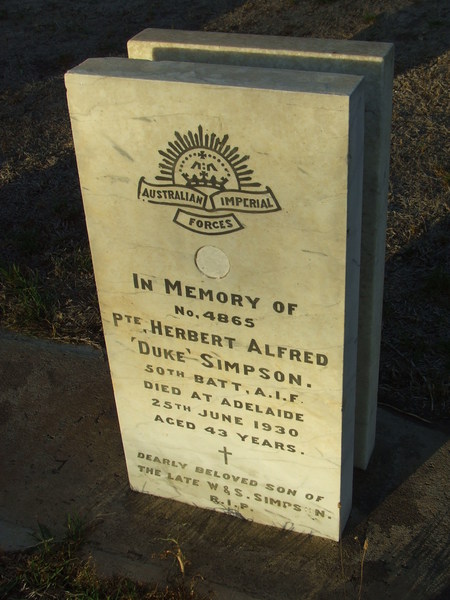 AUSTRALIAN IMPERIAL
FORCES
IN MEMORY OF
NO. 4865
PTE. HERBERT ALFRED
'DUKE' SIMPSON.
50TH BATT, A.I.F.
DIED AT ADELAIDE
25TH JUNE 1930
AGED 43 YEARS.
DEARLY BELOVED SON OF
THE LATE W & S. SIMPSON.
R.I.P.